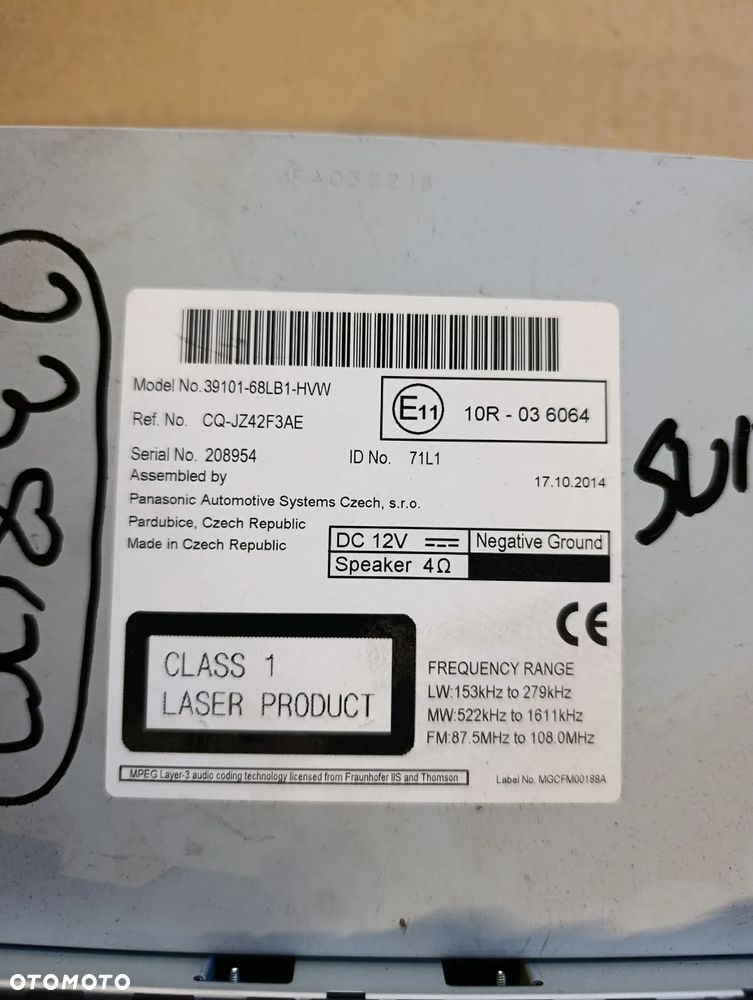 FA032218
Model No. 39101-68LB1-HVW
E11 10R - 03 6064
Ref. No. CQ-JZ42F3AE
Serial No. 208954 ID No. 71L1
Assembled by 17.10.2014
Panasonic Automotive Systems Czech, s.r.o.
Pardubice, Czech Republic
Made in Czech Republic
DC 12V Negative Ground
Speaker 4Ω
CE
CLASS 1
LASER PRODUCT
FREQUENCY RANGE
LW:153kHz to 279kHz
MW:522kHz to 1611kHz
FM:87.5MHz to 108.0MHz
MPEG Layer-3 audio coding technology licensed from Fraunhofer IIS and Thomson
Label No. MGCFM00188A
OTOMOTO